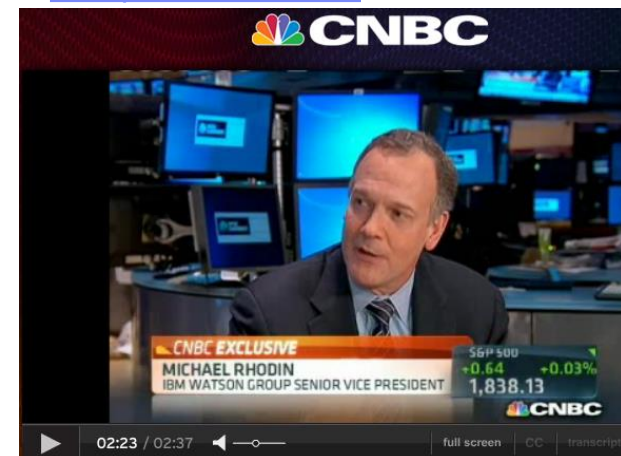 CNBC
CNBC EXCLUSIVE
MICHAEL RHODIN
IBM WATSON GROUP SENIOR VICE PRESIDENT
S&P 500
+0.64 +0.03%
1,838.13
CNBC
02:23 / 02:37
full screen CC transcript